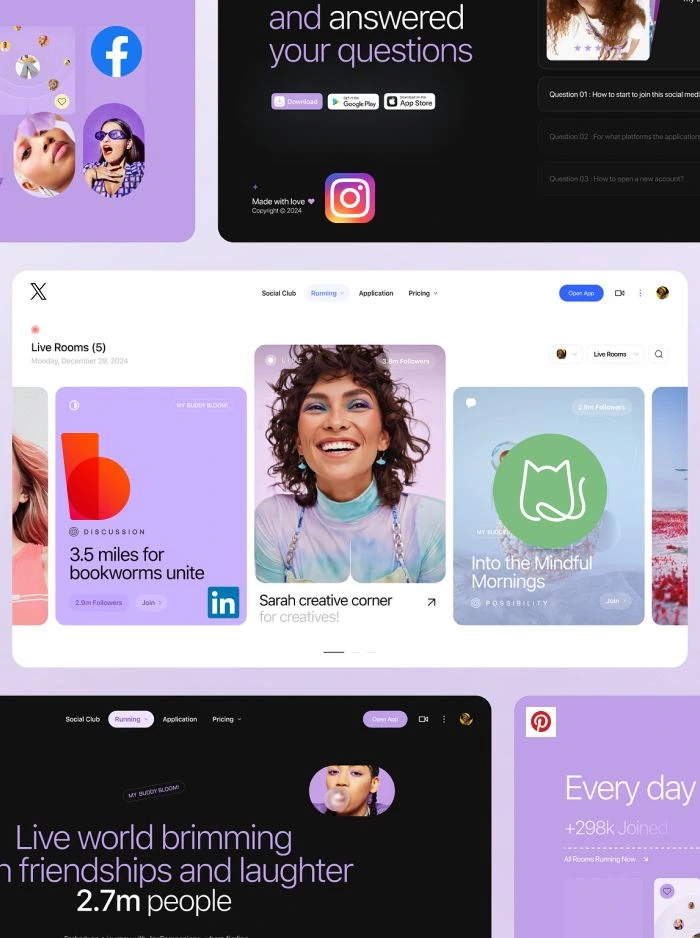 and answered
your questions
Download
GET IT ON
Google Play
Download on the
App Store
Made with love
Copyright © 2024
Question 01 : How to start to join this social medi
Question 02 : For what platforms the application
Question 03 : How to open a new account?
Social Club
Running
Application
Pricing
Open App
Live Rooms (5)
Monday, December 29, 2024
Live Rooms
MY BUDDY BLOOM!
DISCUSSION
3.5 miles for
bookworms unite
2.9m Followers
Join
in
LIVE
3.8m Followers
Sarah creative corner
for creatives!
2.8m Followers
MY BUDD
Into the Mindful
Mornings
POSSIBILITY
Join
Social Club
Running
Application
Pricing
Open App
MY BUDDY BLOOM!
Live world brimming
friendships and laughter
2.7m people
Every day
+298k Joined
All Rooms Running Now